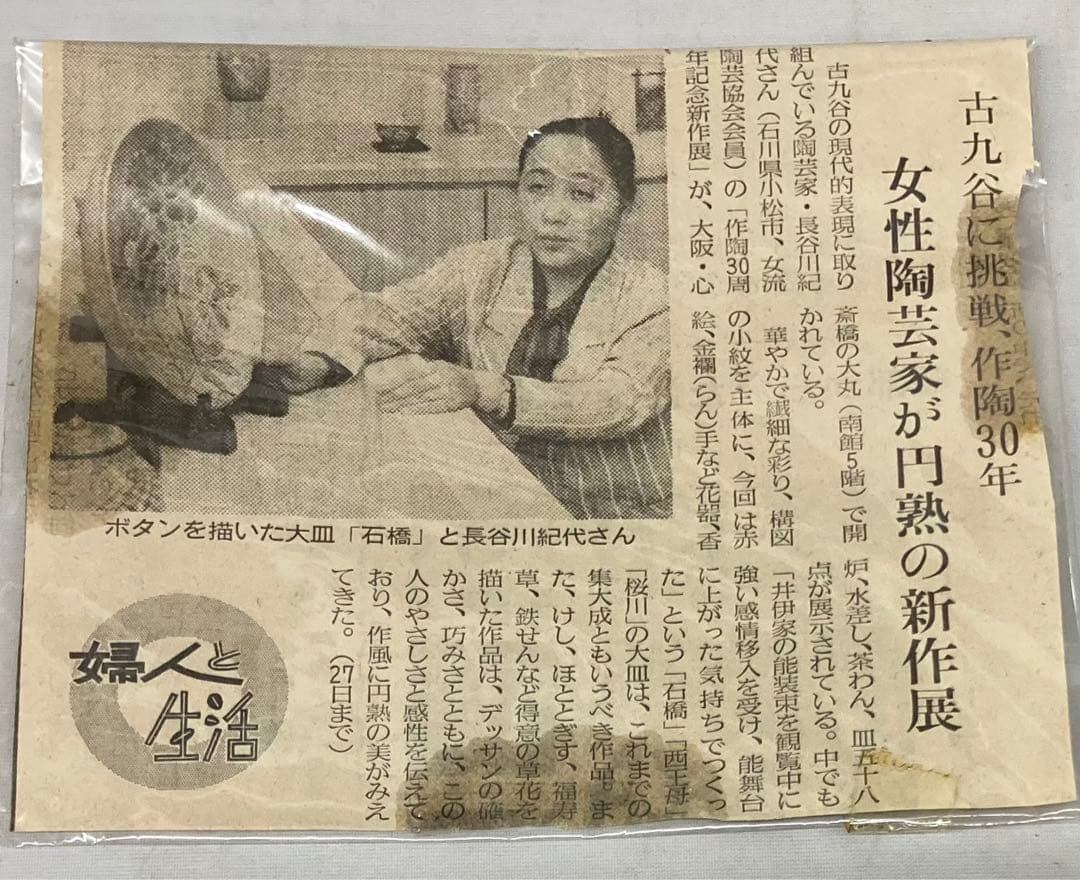 古九谷に挑戦、作陶30年
女性陶芸家が円熟の新作展
古九谷の現代的表現に取り
組んでいる陶芸家・長谷川紀
代さん（石川県小松市、女流
陶芸協会会員）の「作陶30周
年記念新作展」が、大阪・心
斎橋の大丸（南館5階）で開
かれている。
華やかで繊細な彩り、構図
の小紋を主体に、今回は赤
絵、金襴（らん）手など花器、香
炉、水差し、茶わん、皿五十八
点が展示されている。中でも
「井伊家の能装束を観覧中に
強い感情移入を受け、能舞台
に上がった気持ちでつくっ
た」という「石橋」「西王母」
「桜川」の大皿は、これまでの
集大成ともいうべき作品。ま
た、けし、ほととぎす、福寿
草、鉄せんなど得意の草花を
描いた作品は、デッサンの確
かさ、巧みさとともに、この
人のやさしさと感性を伝えて
おり、作風に円熟の美がみえ
てきた。（27日まで）
ボタンを描いた大皿「石橋」と長谷川紀代さん
婦人と
生活